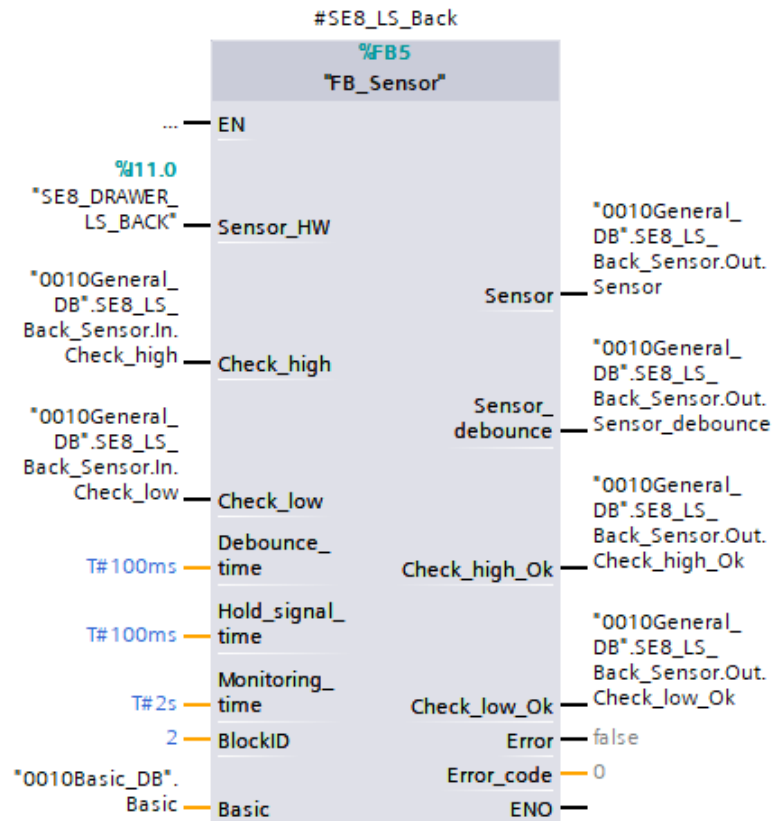 #SE8_LS_Back
%FB5
"FB_Sensor"
... EN
%I11.0
"SE8_DRAWER_
LS_BACK"
Sensor_HW
"0010General_
DB".SE8_LS_
Back_Sensor.Out.
Sensor
Sensor
"0010General_
DB".SE8_LS_
Back_Sensor.In.
Check_high
Check_high
"0010General_
DB".SE8_LS_
Back_Sensor.Out.
Sensor_debounce
Sensor_
debounce
"0010General_
DB".SE8_LS_
Back_Sensor.In.
Check_low
Check_low
"0010General_
DB".SE8_LS_
Back_Sensor.Out.
Check_high_Ok
Check_high_Ok
T#100ms
Debounce_
time
T#100ms
Hold_signal_
time
"0010General_
DB".SE8_LS_
Back_Sensor.Out.
Check_low_Ok
Check_low_Ok
T#2s
Monitoring_
time
2 BlockID
Error false
Error_code 0
"0010Basic_DB".
Basic
Basic
ENO